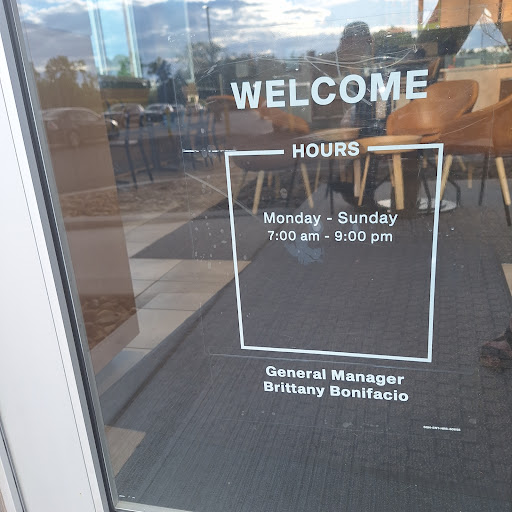 WELCOME
HOURS
Monday - Sunday
7:00 am - 9:00 pm
General Manager
Brittany Bonifacio